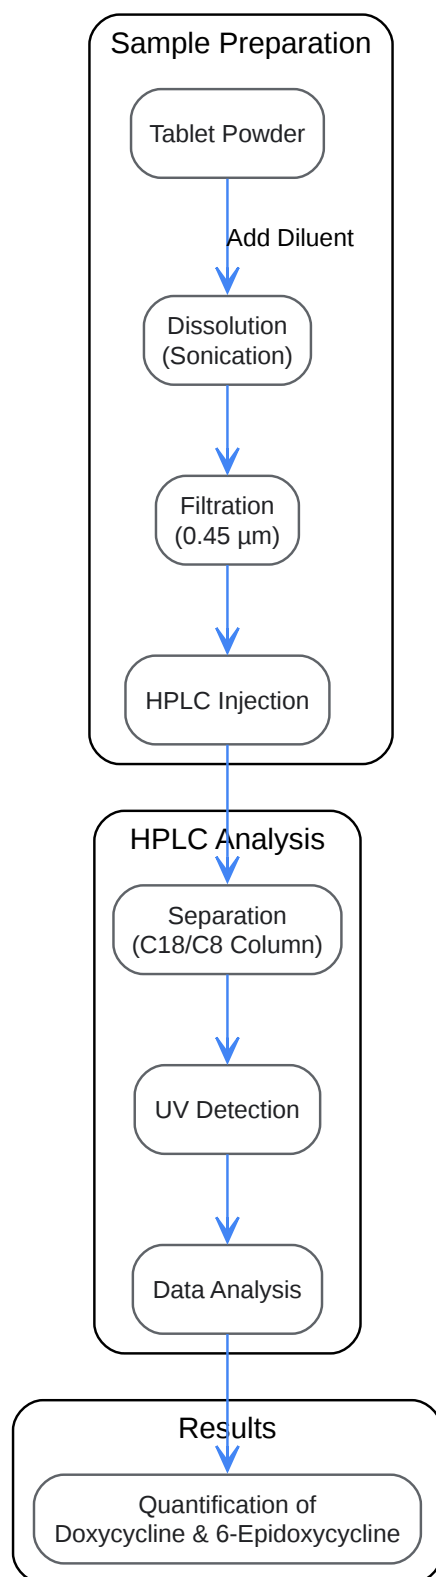 Sample Preparation
Tablet Powder
Add Diluent
Dissolution
(Sonication)
Filtration
(0.45 µm)
HPLC Injection
HPLC Analysis
Separation
(C18/C8 Column)
UV Detection
Data Analysis
Results
Quantification of
Doxycycline & 6-Epidoxycycline